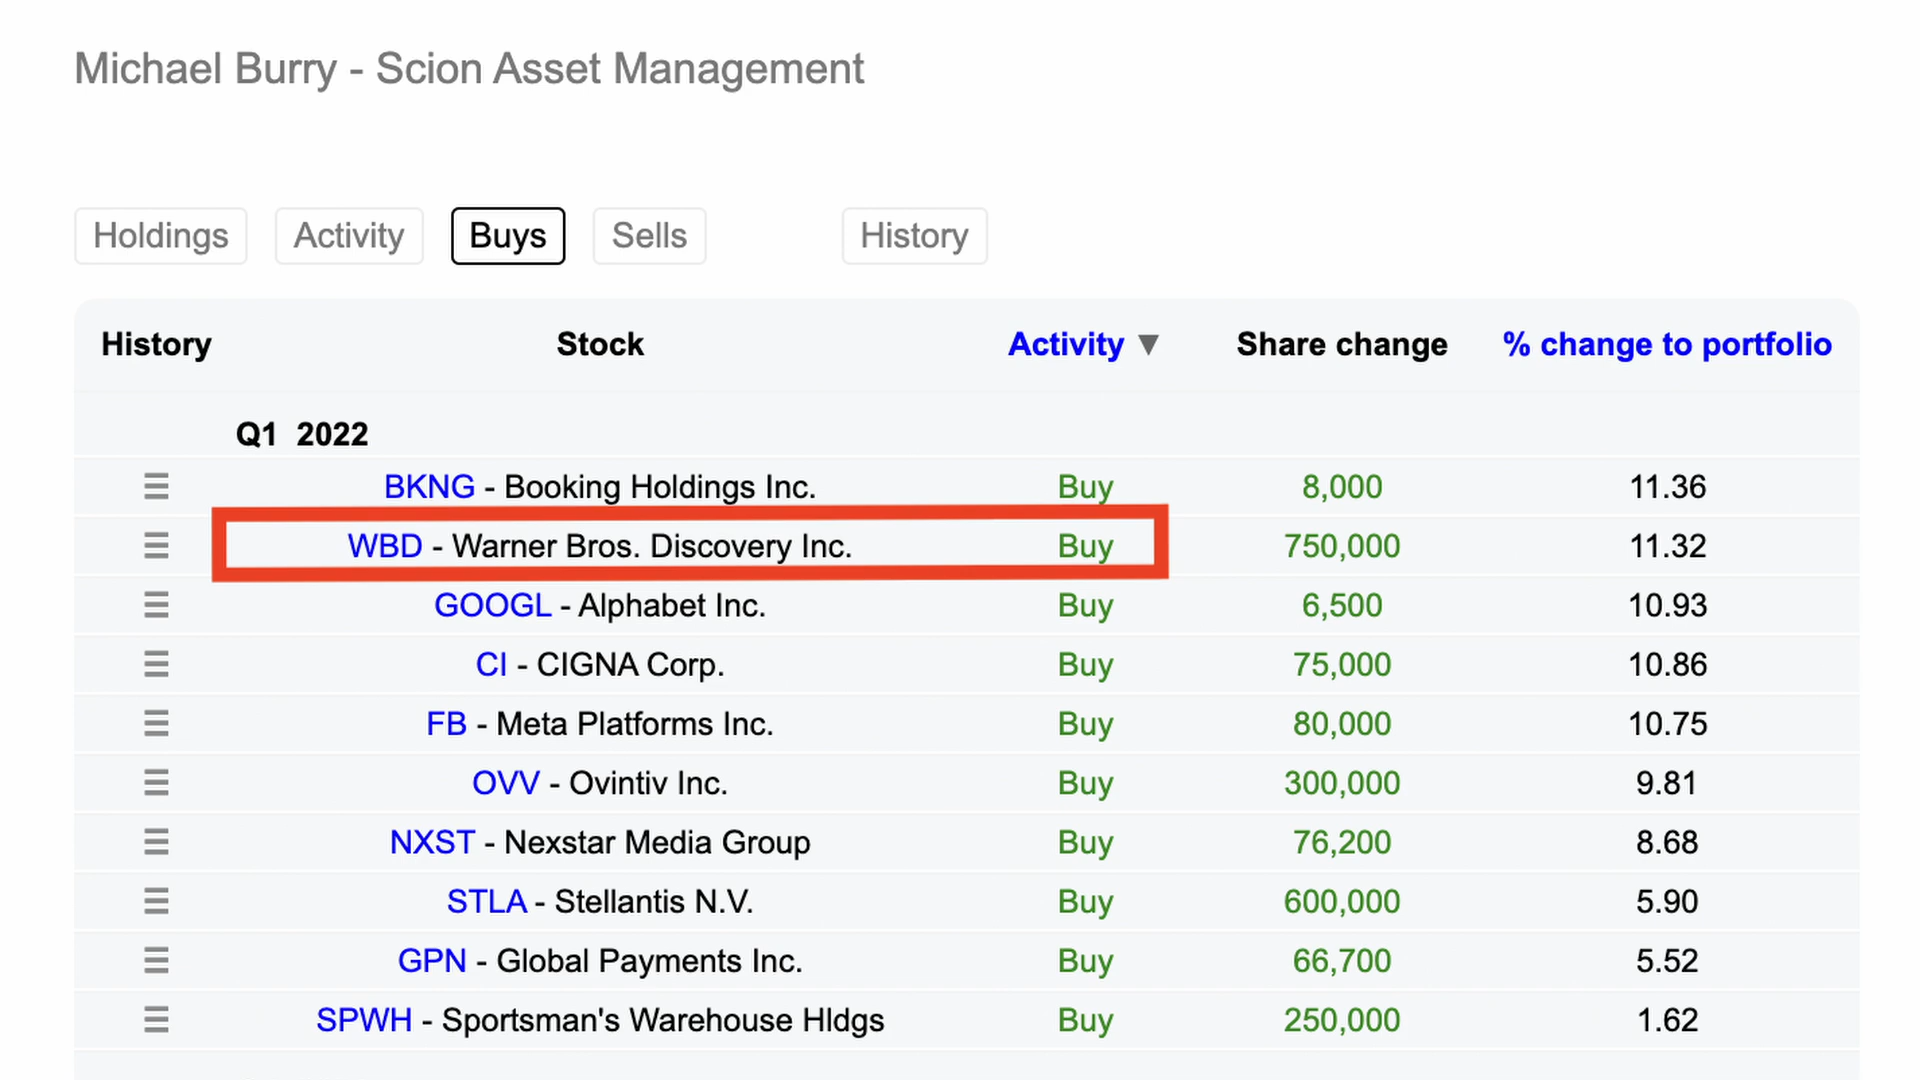 Michael Burry - Scion Asset Management
Holdings Activity Buys Sells History
History Stock Activity ▼ Share change % change to portfolio
Q1 2022
BKNG - Booking Holdings Inc. Buy 8,000 11.36
WBD - Warner Bros. Discovery Inc. Buy 750,000 11.32
GOOGL - Alphabet Inc. Buy 6,500 10.93
CI - CIGNA Corp. Buy 75,000 10.86
FB - Meta Platforms Inc. Buy 80,000 10.75
OVV - Ovintiv Inc. Buy 300,000 9.81
NXST - Nexstar Media Group Buy 76,200 8.68
STLA - Stellantis N.V. Buy 600,000 5.90
GPN - Global Payments Inc. Buy 66,700 5.52
SPWH - Sportsman's Warehouse Hldgs Buy 250,000 1.62